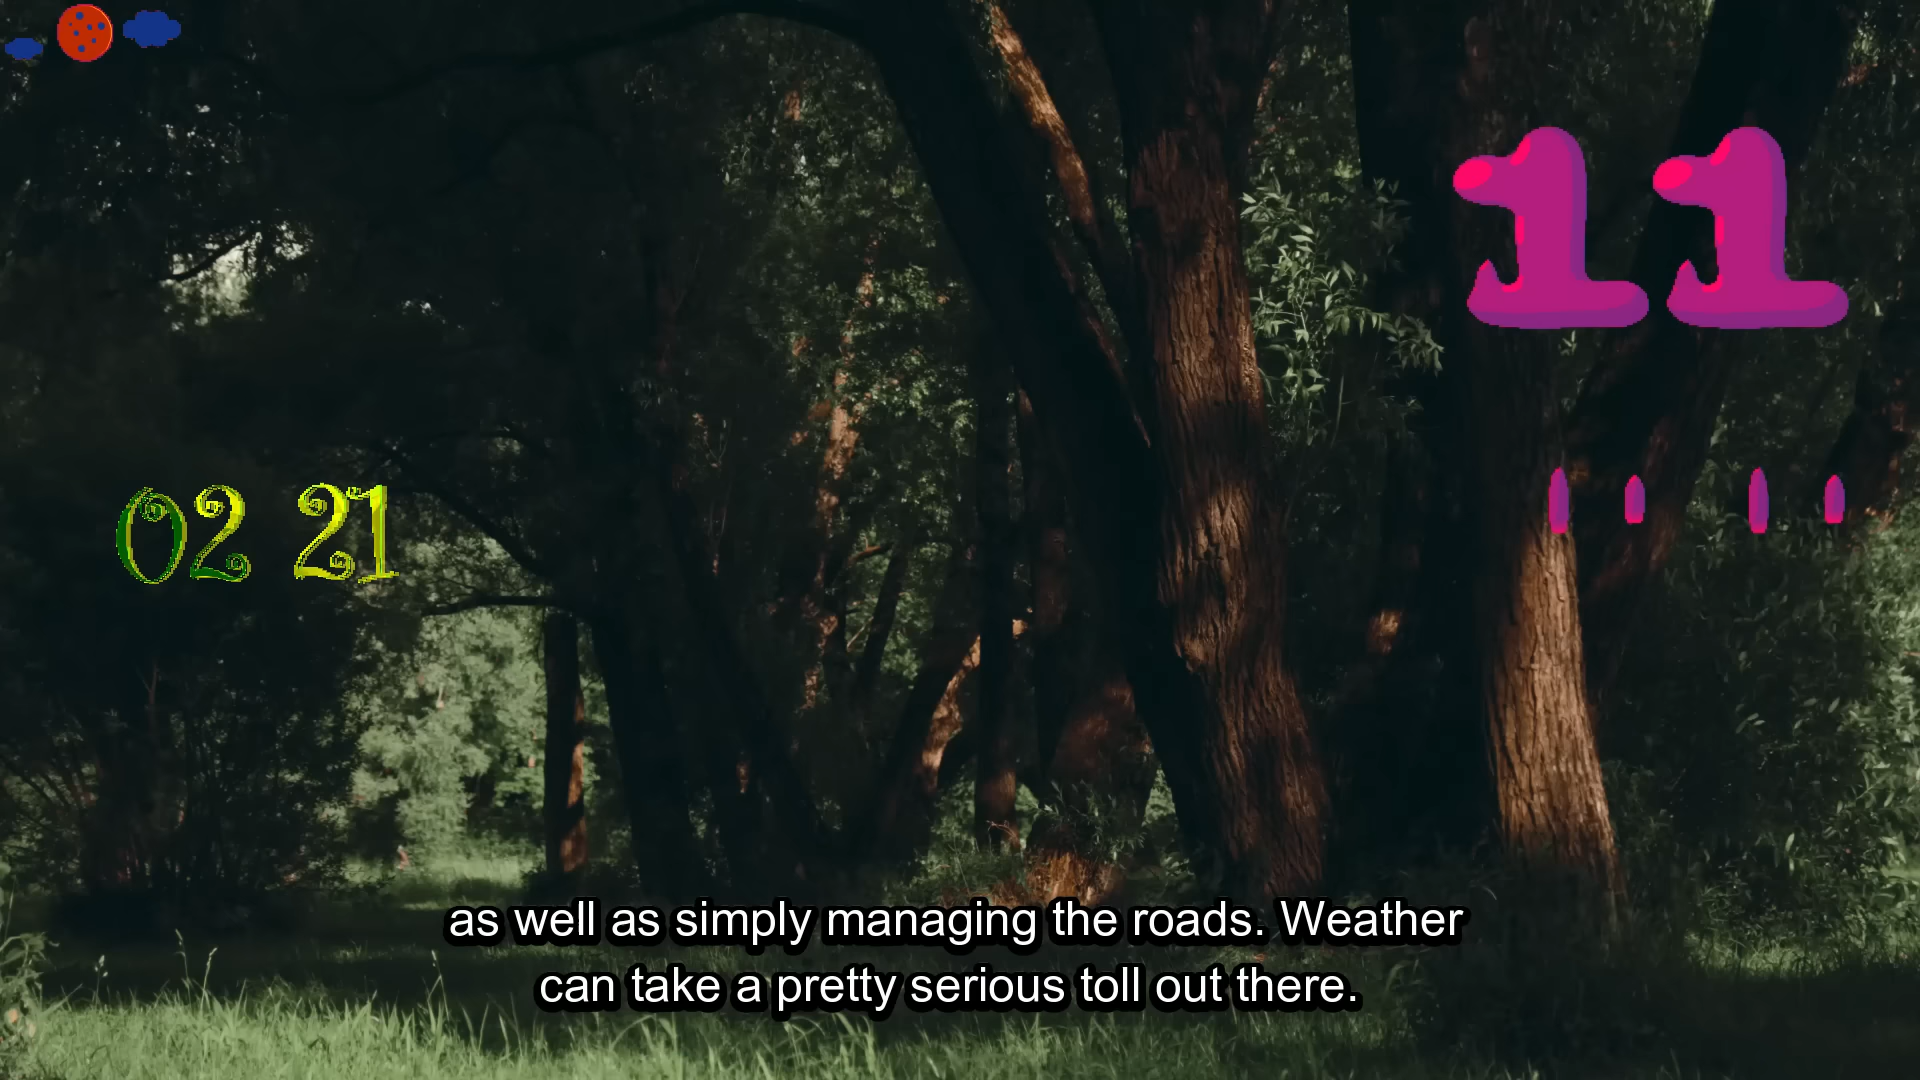 11
02 21
as well as simply managing the roads. Weather
can take a pretty serious toll out there.